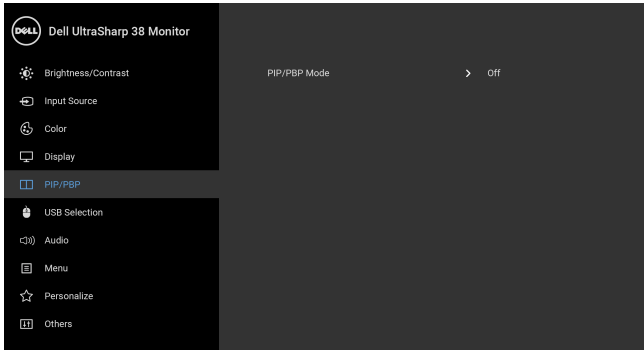 DELL Dell UltraSharp 38 Monitor
Brightness/Contrast
PIP/PBP Mode Off
Input Source
Color
Display
PIP/PBP
USB Selection
Audio
Menu
Personalize
Others